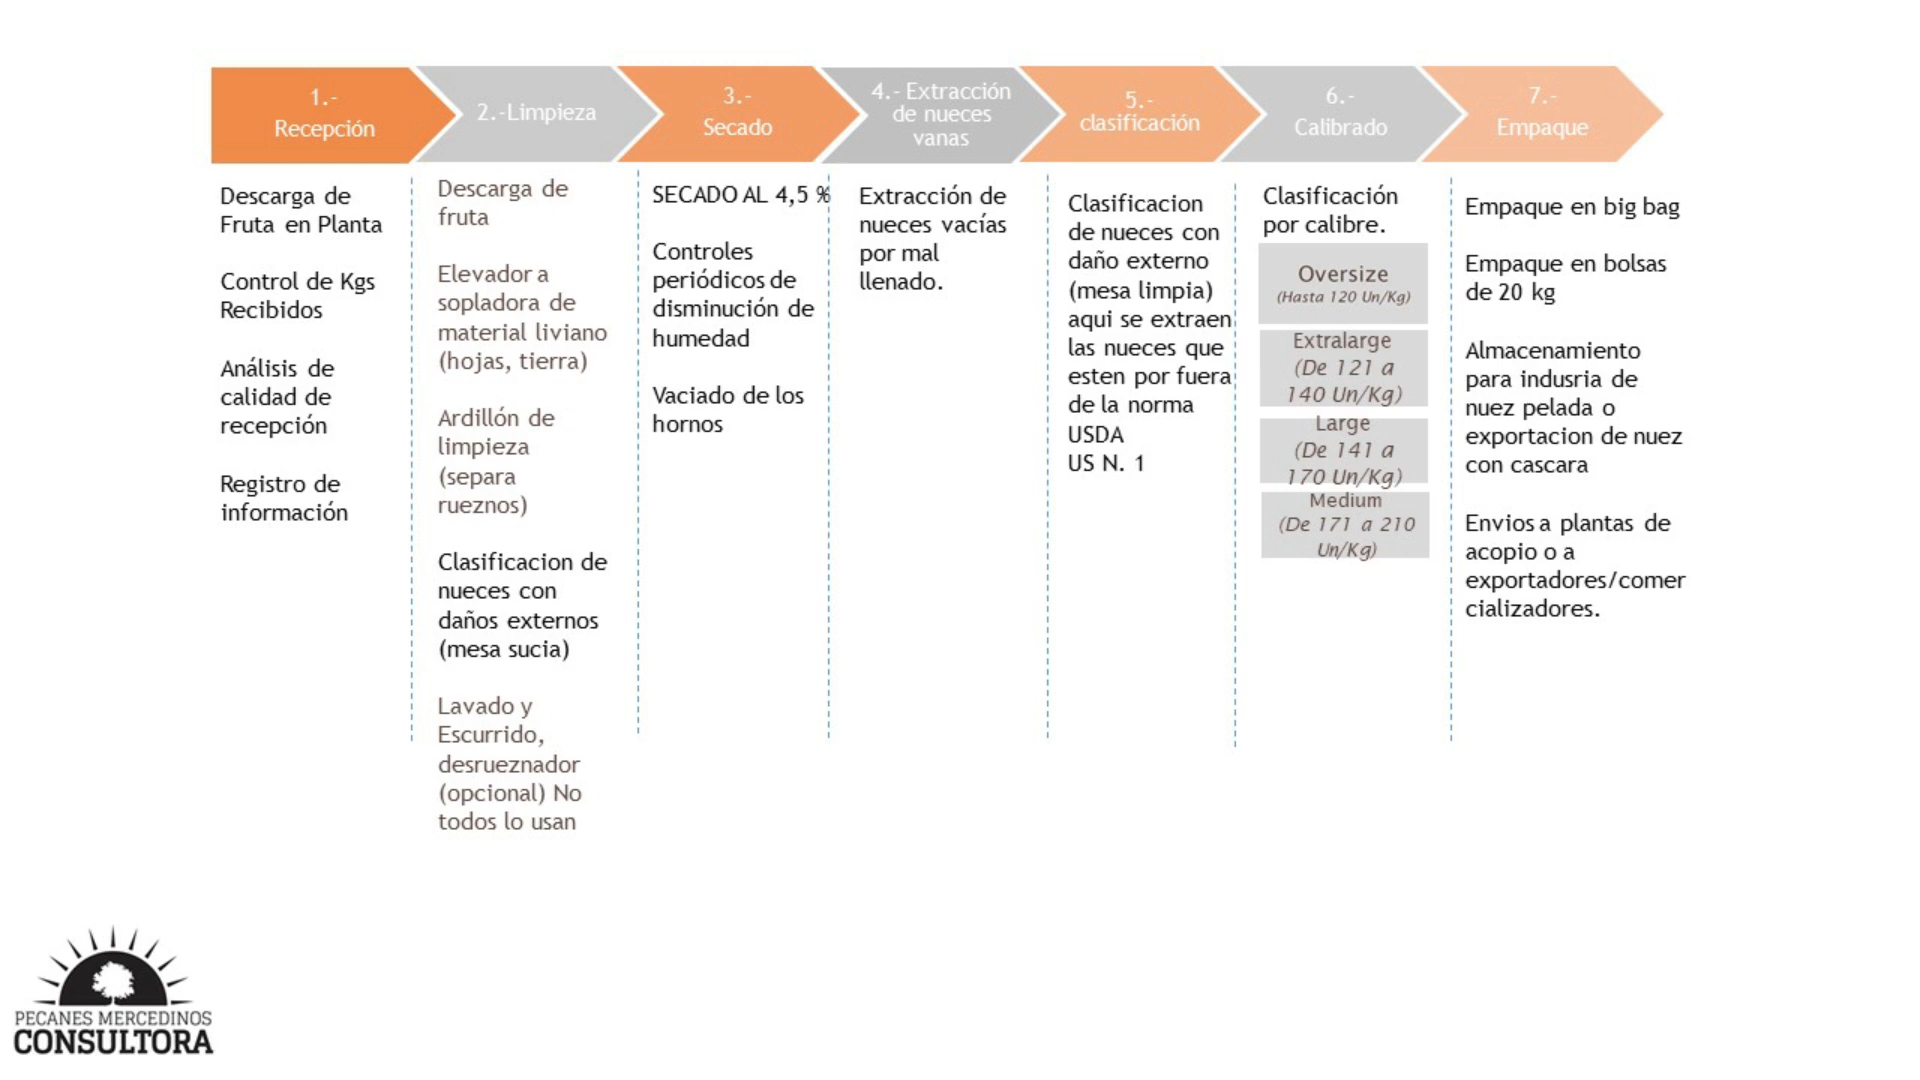 1.-
Recepción
2.-Limpieza
3.-
Secado
4.- Extracción
de nueces
vanas
5.-
clasificación
6.-
Calibrado
7.-
Empaque
Descarga de
Fruta en Planta
Control de Kgs
Recibidos
Análisis de
calidad de
recepción
Registro de
información
Descarga de
fruta
Elevador a
sopladora de
material liviano
(hojas, tierra)
Ardillón de
limpieza
(separa
rueznos)
Clasificacion de
nueces con
daños externos
(mesa sucia)
Lavado y
Escurrido,
desrueznador
(opcional) No
todos lo usan
SECADO AL 4,5 %
Controles
periódicos de
disminución de
humedad
Vaciado de los
hornos
Extracción de
nueces vacías
por mal
llenado.
Clasificacion
de nueces con
daño externo
(mesa limpia)
aqui se extraen
las nueces que
esten por fuera
de la norma
USDA
US N. 1
Clasificación
por calibre.
Oversize
(Hasta 120 Un/Kg)
Extralarge
(De 121 a
140 Un/Kg)
Large
(De 141 a
170 Un/Kg)
Medium
(De 171 a 210
Un/Kg)
Empaque en big bag
Empaque en bolsas
de 20 kg
Almacenamiento
para indusria de
nuez pelada o
exportacion de nuez
con cascara
Envios a plantas de
acopio o a
exportadores/comer
cializadores.
PECANES MERCEDINOS
CONSULTORA